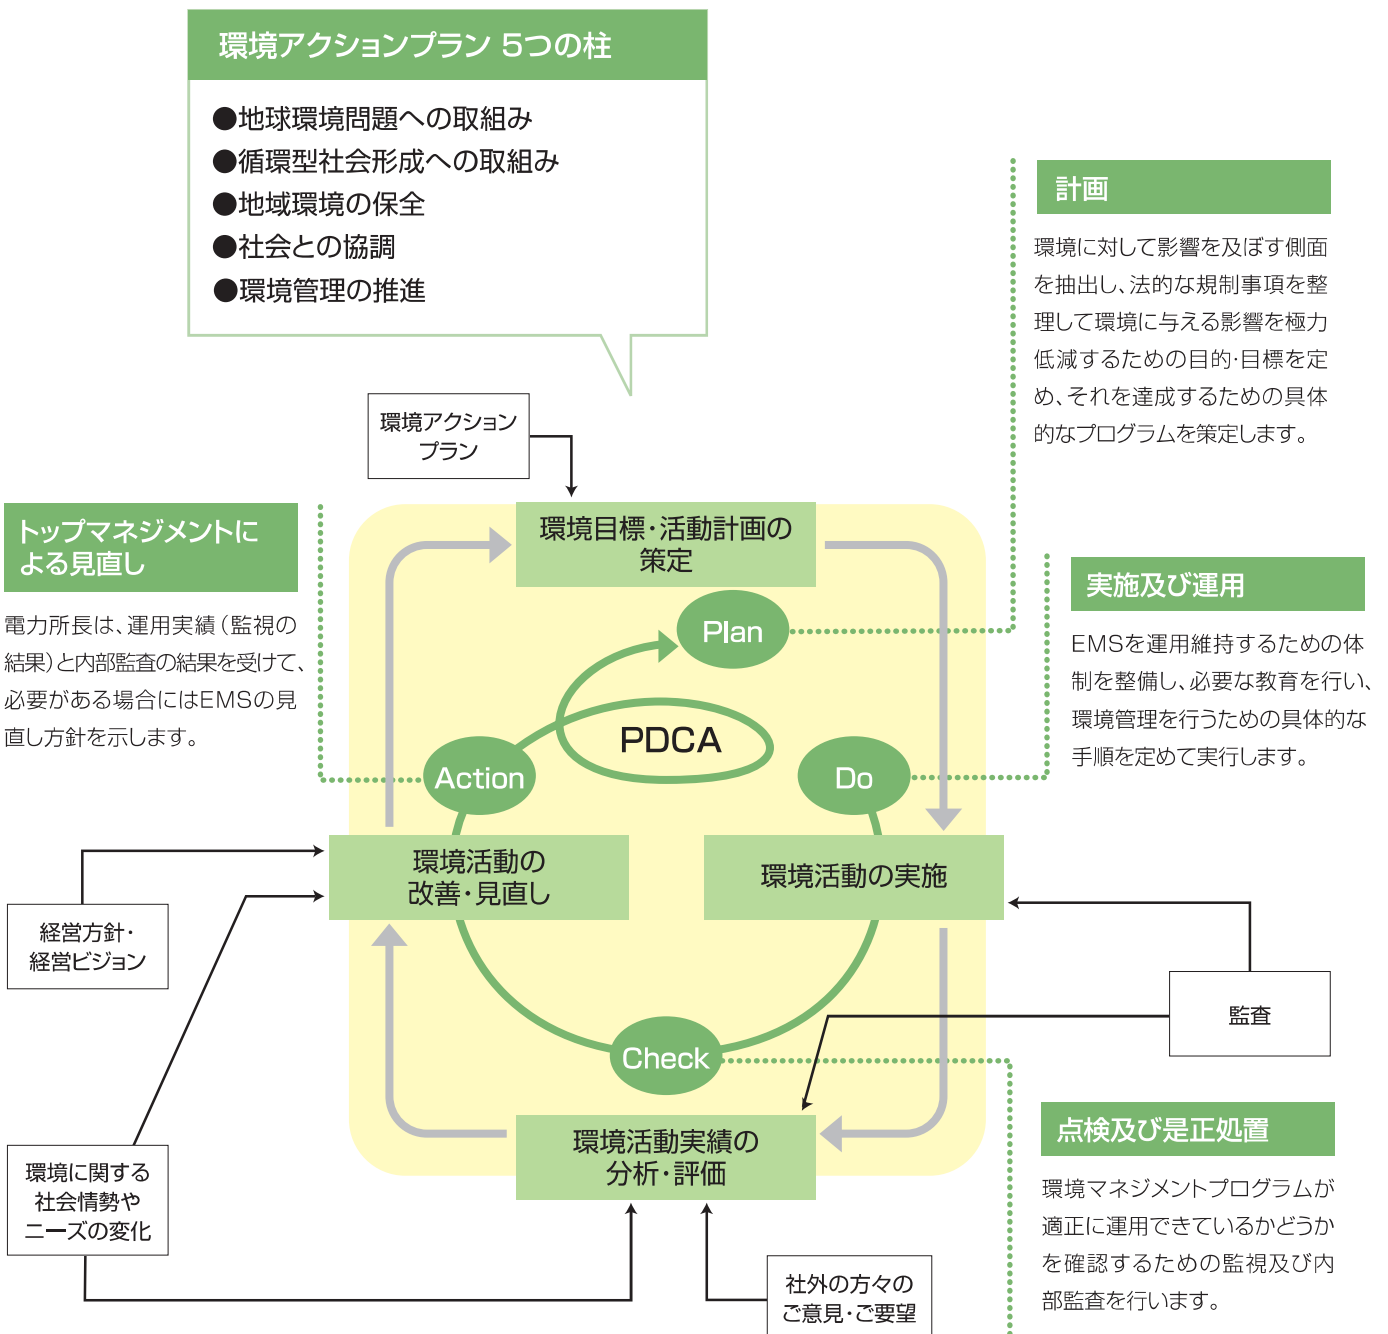 環境アクションプラン 5つの柱
●地球環境問題への取組み
●循環型社会形成への取組み
●地域環境の保全
●社会との協調
●環境管理の推進
計画
環境に対して影響を及ぼす側面
を抽出し、法的な規制事項を整
理して環境に与える影響を極力
低減するための目的・目標を定
め、それを達成するための具体
的なプログラムを策定します。
環境アクション
プラン
環境目標・活動計画の
策定
トップマネジメントに
よる見直し
電力所長は、運用実績(監視の
結果)と内部監査の結果を受けて、
必要がある場合にはEMSの見
直し方針を示します。
実施及び運用
EMSを運用維持するための体
制を整備し、必要な教育を行い、
環境管理を行うための具体的な
手順を定めて実行します。
Plan
PDCA
Action
Do
環境活動の
改善・見直し
環境活動の実施
経営方針・
経営ビジョン
監査
Check
環境活動実績の
分析・評価
点検及び是正処置
環境マネジメントプログラムが
適正に運用できているかどうか
を確認するための監視及び内
部監査を行います。
環境に関する
社会情勢や
ニーズの変化
社外の方々の
ご意見・ご要望